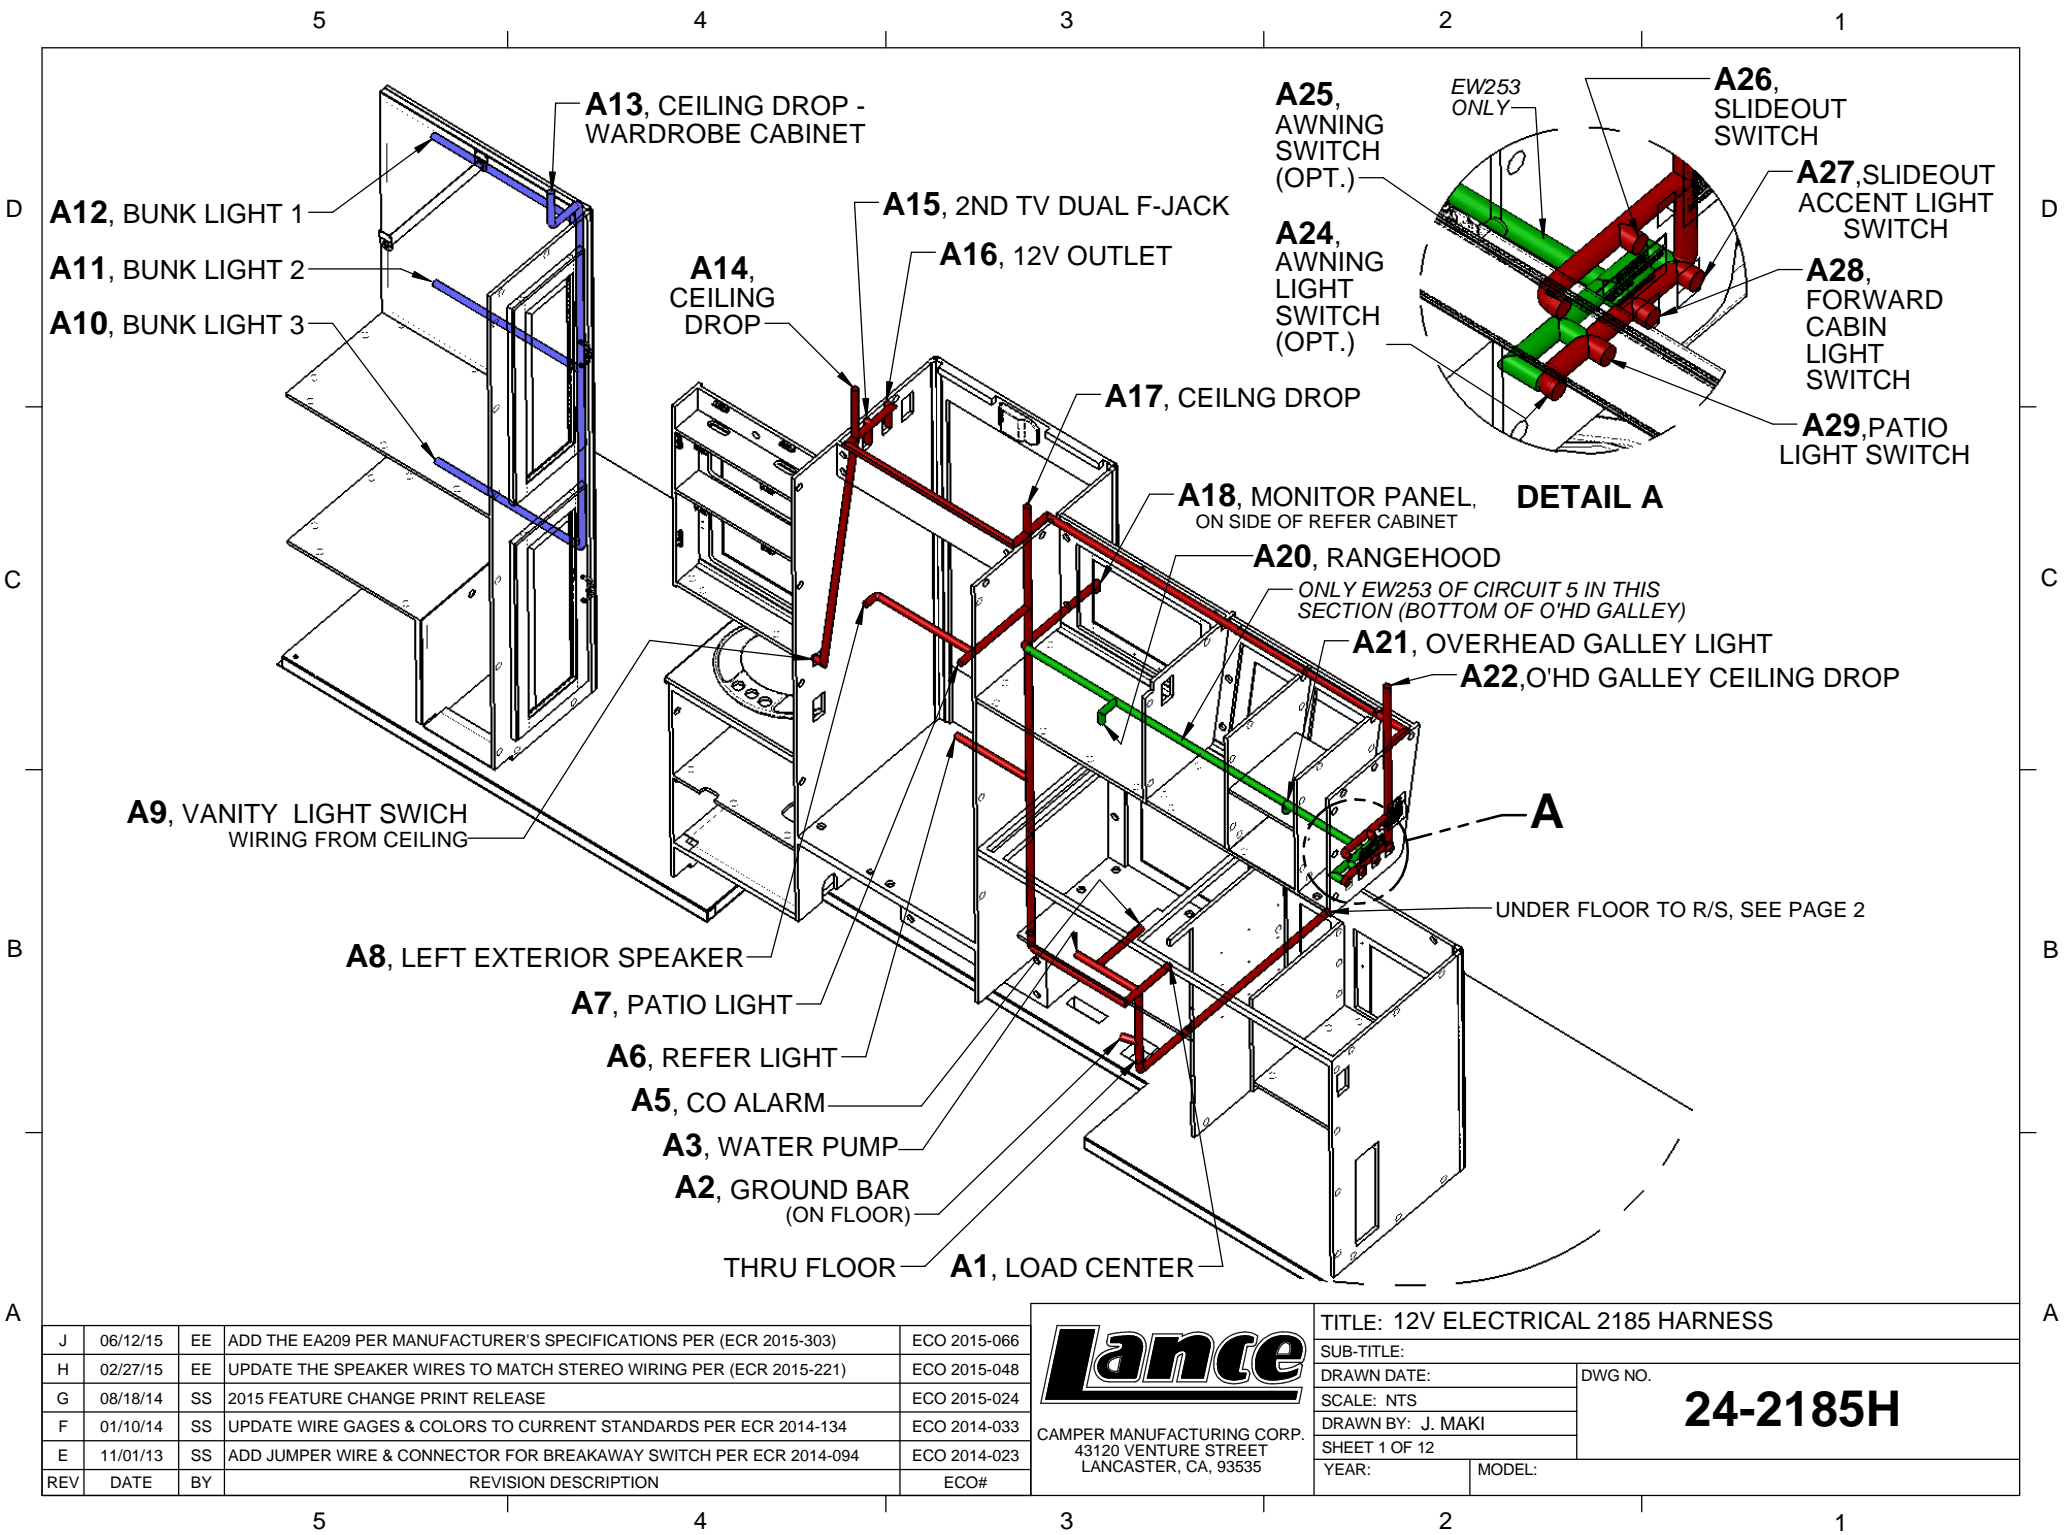 5 4 3 2 1
D
C
B
A
D
C
B
A
A13, CEILING DROP -
WARDROBE CABINET
A12, BUNK LIGHT 1
A11, BUNK LIGHT 2
A10, BUNK LIGHT 3
A14,
CEILING
DROP
A15, 2ND TV DUAL F-JACK
A16, 12V OUTLET
A17, CEILNG DROP
A25,
AWNING
SWITCH
(OPT.)
A24,
AWNING
LIGHT
SWITCH
(OPT.)
EW253
ONLY
A26,
SLIDEOUT
SWITCH
A27,SLIDEOUT
ACCENT LIGHT
SWITCH
A28,
FORWARD
CABIN
LIGHT
SWITCH
A29,PATIO
LIGHT SWITCH
DETAIL A
A18, MONITOR PANEL,
ON SIDE OF REFER CABINET
A20, RANGEHOOD
ONLY EW253 OF CIRCUIT 5 IN THIS
SECTION (BOTTOM OF O'HD GALLEY)
A21, OVERHEAD GALLEY LIGHT
A22,O'HD GALLEY CEILING DROP
A
UNDER FLOOR TO R/S, SEE PAGE 2
A9, VANITY LIGHT SWICH
WIRING FROM CEILING
A8, LEFT EXTERIOR SPEAKER
A7, PATIO LIGHT
A6, REFER LIGHT
A5, CO ALARM
A3, WATER PUMP
A2, GROUND BAR
(ON FLOOR)
THRU FLOOR
A1, LOAD CENTER
J 06/12/15 EE ADD THE EA209 PER MANUFACTURER'S SPECIFICATIONS PER (ECR 2015-303) ECO 2015-066
H 02/27/15 EE UPDATE THE SPEAKER WIRES TO MATCH STEREO WIRING PER (ECR 2015-221) ECO 2015-048
G 08/18/14 SS 2015 FEATURE CHANGE PRINT RELEASE ECO 2015-024
F 01/10/14 SS UPDATE WIRE GAGES & COLORS TO CURRENT STANDARDS PER ECR 2014-134 ECO 2014-033
E 11/01/13 SS ADD JUMPER WIRE & CONNECTOR FOR BREAKAWAY SWITCH PER ECR 2014-094 ECO 2014-023
REV DATE BY REVISION DESCRIPTION ECO#
Lance
CAMPER MANUFACTURING CORP.
43120 VENTURE STREET
LANCASTER, CA, 93535
TITLE: 12V ELECTRICAL 2185 HARNESS
SUB-TITLE:
DRAWN DATE:
SCALE: NTS
DRAWN BY: J. MAKI
SHEET 1 OF 12
DWG NO.
24-2185H
YEAR: MODEL:
5 4 3 2 1